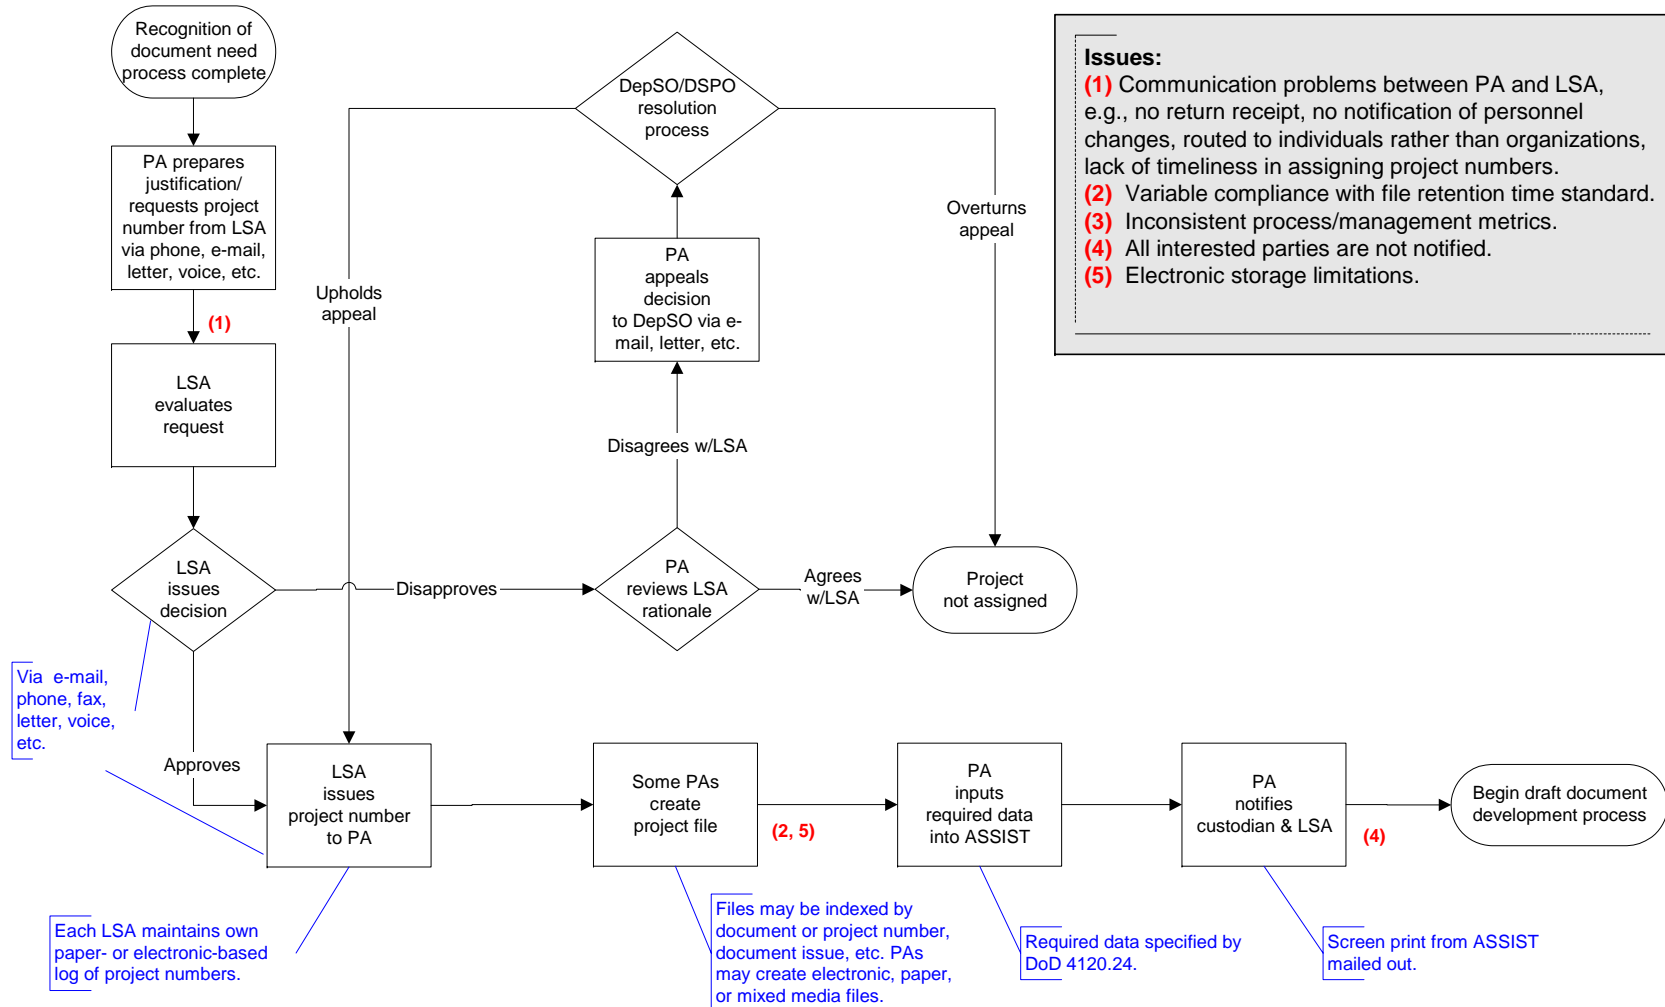 Recognition of
document need
process complete
PA prepares
justification/
requests project
number from LSA
via phone, e-mail,
letter, voice, etc.
(1)
LSA
evaluates
request
LSA
issues
decision
Disapproves
Approves
Via  e-mail,
phone, fax,
letter, voice,
etc.
PA
reviews LSA
rationale
Agrees
w/LSA
Project
not assigned
Disagrees w/LSA
PA
appeals
decision
to DepSO via e-
mail, letter, etc.
DepSO/DSPO
resolution
process
Upholds
appeal
Overturns
appeal
Issues:
(1) Communication problems between PA and LSA,
e.g., no return receipt, no notification of personnel
changes, routed to individuals rather than organizations,
lack of timeliness in assigning project numbers.
(2)  Variable compliance with file retention time standard.
(3)  Inconsistent process/management metrics.
(4)  All interested parties are not notified.
(5)  Electronic storage limitations.
LSA
issues
project number
to PA
Each LSA maintains own
paper- or electronic-based
log of project numbers.
Some PAs
create
project file
(2, 5)
Files may be indexed by
document or project number,
document issue, etc. PAs
may create electronic, paper,
or mixed media files.
PA
inputs
required data
into ASSIST
Required data specified by
DoD 4120.24.
PA
notifies
custodian & LSA
(4)
Screen print from ASSIST
mailed out.
Begin draft document
development process